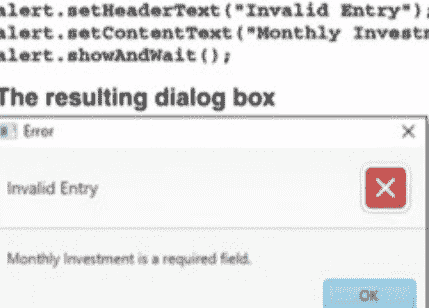 alert.setHeaderText("Invalid Entry");
alert.setContentText("Monthly
alert.showAndWait();
The resulting dialog box
Error
Invalid Entry
Monthly Investment is a required field.
OK